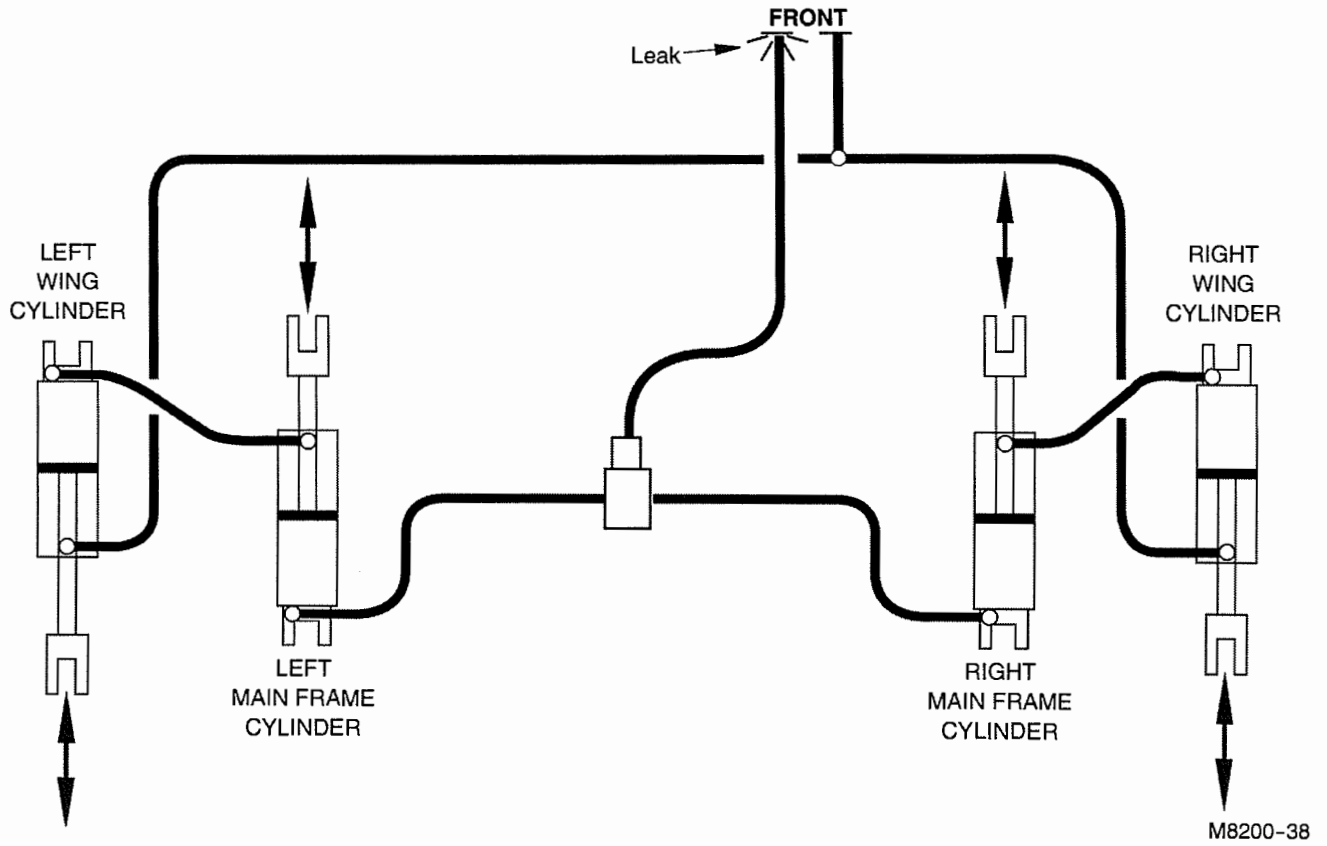 FRONT
Leak
LEFT
WING
CYLINDER
RIGHT
WING
CYLINDER
LEFT
MAIN FRAME
CYLINDER
RIGHT
MAIN FRAME
CYLINDER
M8200-38